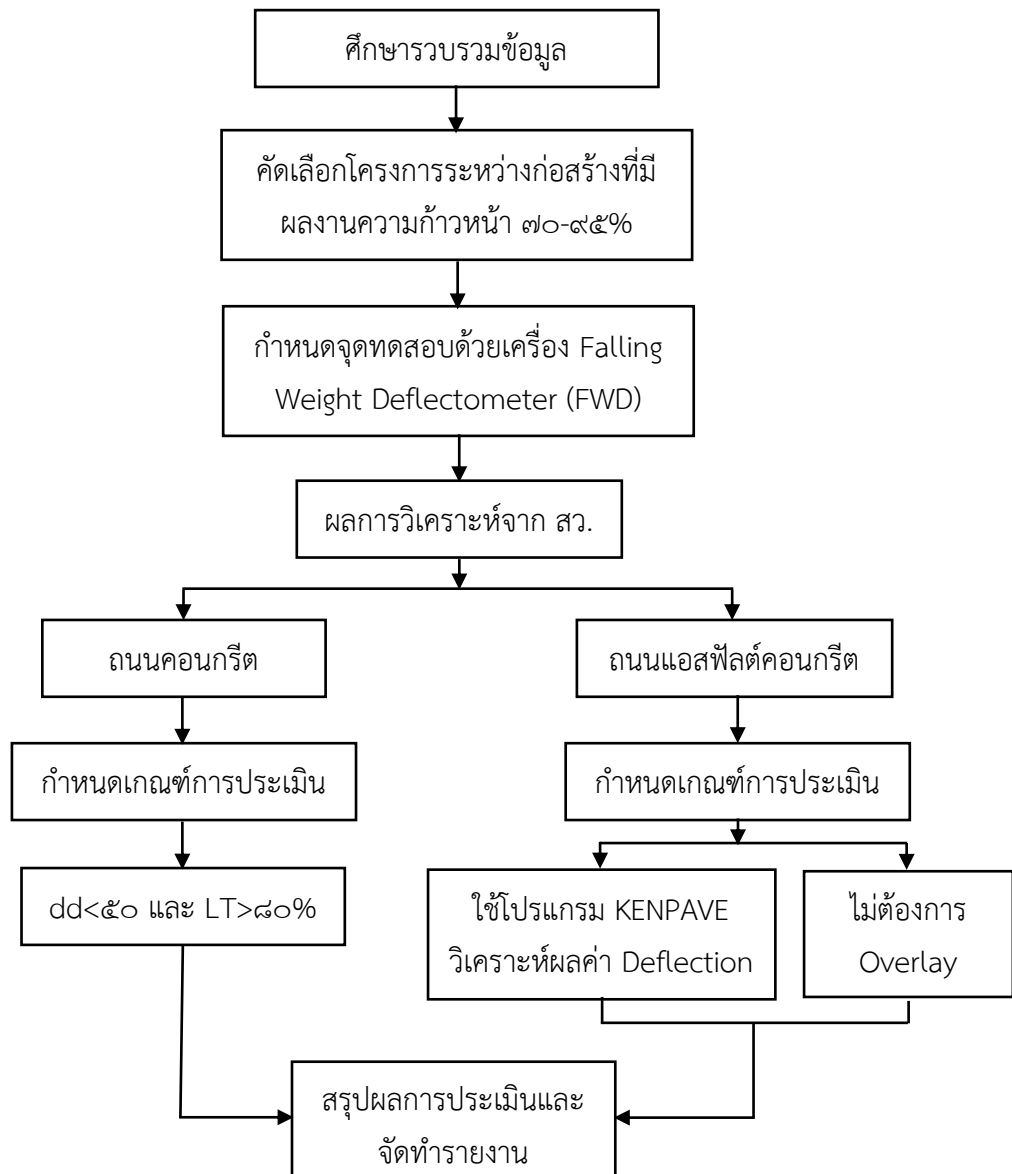 ศึกษารวบรวมข้อมูล
คัดเลือกโครงการระหว่างก่อสร้างที่มี
ผลงานความก้าวหน้า ๗๐-๙๕%
กำหนดจุดทดสอบด้วยเครื่อง Falling
Weight Deflectometer (FWD)
ผลการวิเคราะห์จาก สว.
ถนนคอนกรีต
ถนนแอสฟัลต์คอนกรีต
กำหนดเกณฑ์การประเมิน
กำหนดเกณฑ์การประเมิน
dd<๕๐ และ LT>๘๐%
ใช้โปรแกรม KENPAVE
วิเคราะห์ผลค่า Deflection
ไม่ต้องการ
Overlay
สรุปผลการประเมินและ
จัดทำรายงาน